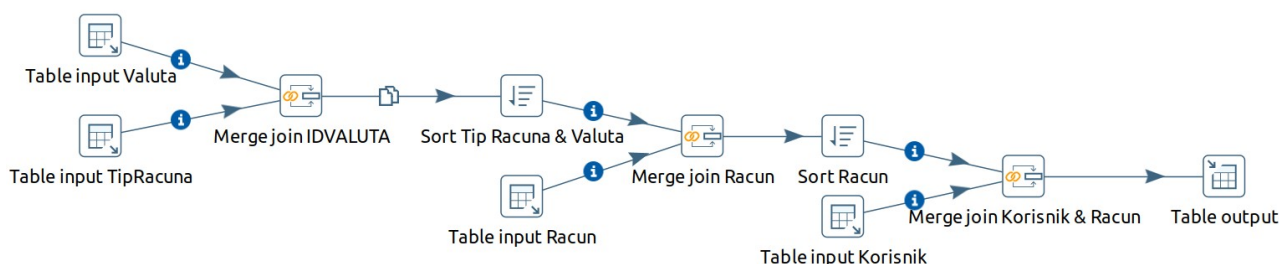 Table input Valuta
Table input TipRacuna
Merge join IDVALUTA
Sort Tip Racuna & Valuta
Table input Racun
Merge join Racun
Sort Racun
Table input Korisnik
Merge join Korisnik & Racun
Table output